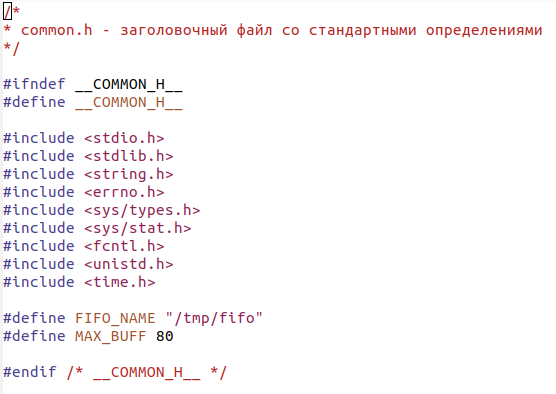 /*
* common.h - заголовочный файл со стандартными определениями
*/
#ifndef __COMMON_H__
#define __COMMON_H__
#include <stdio.h>
#include <stdlib.h>
#include <string.h>
#include <errno.h>
#include <sys/types.h>
#include <sys/stat.h>
#include <fcntl.h>
#include <unistd.h>
#include <time.h>
#define FIFO_NAME "/tmp/fifo"
#define MAX_BUFF 80
#endif /* __COMMON_H__ */